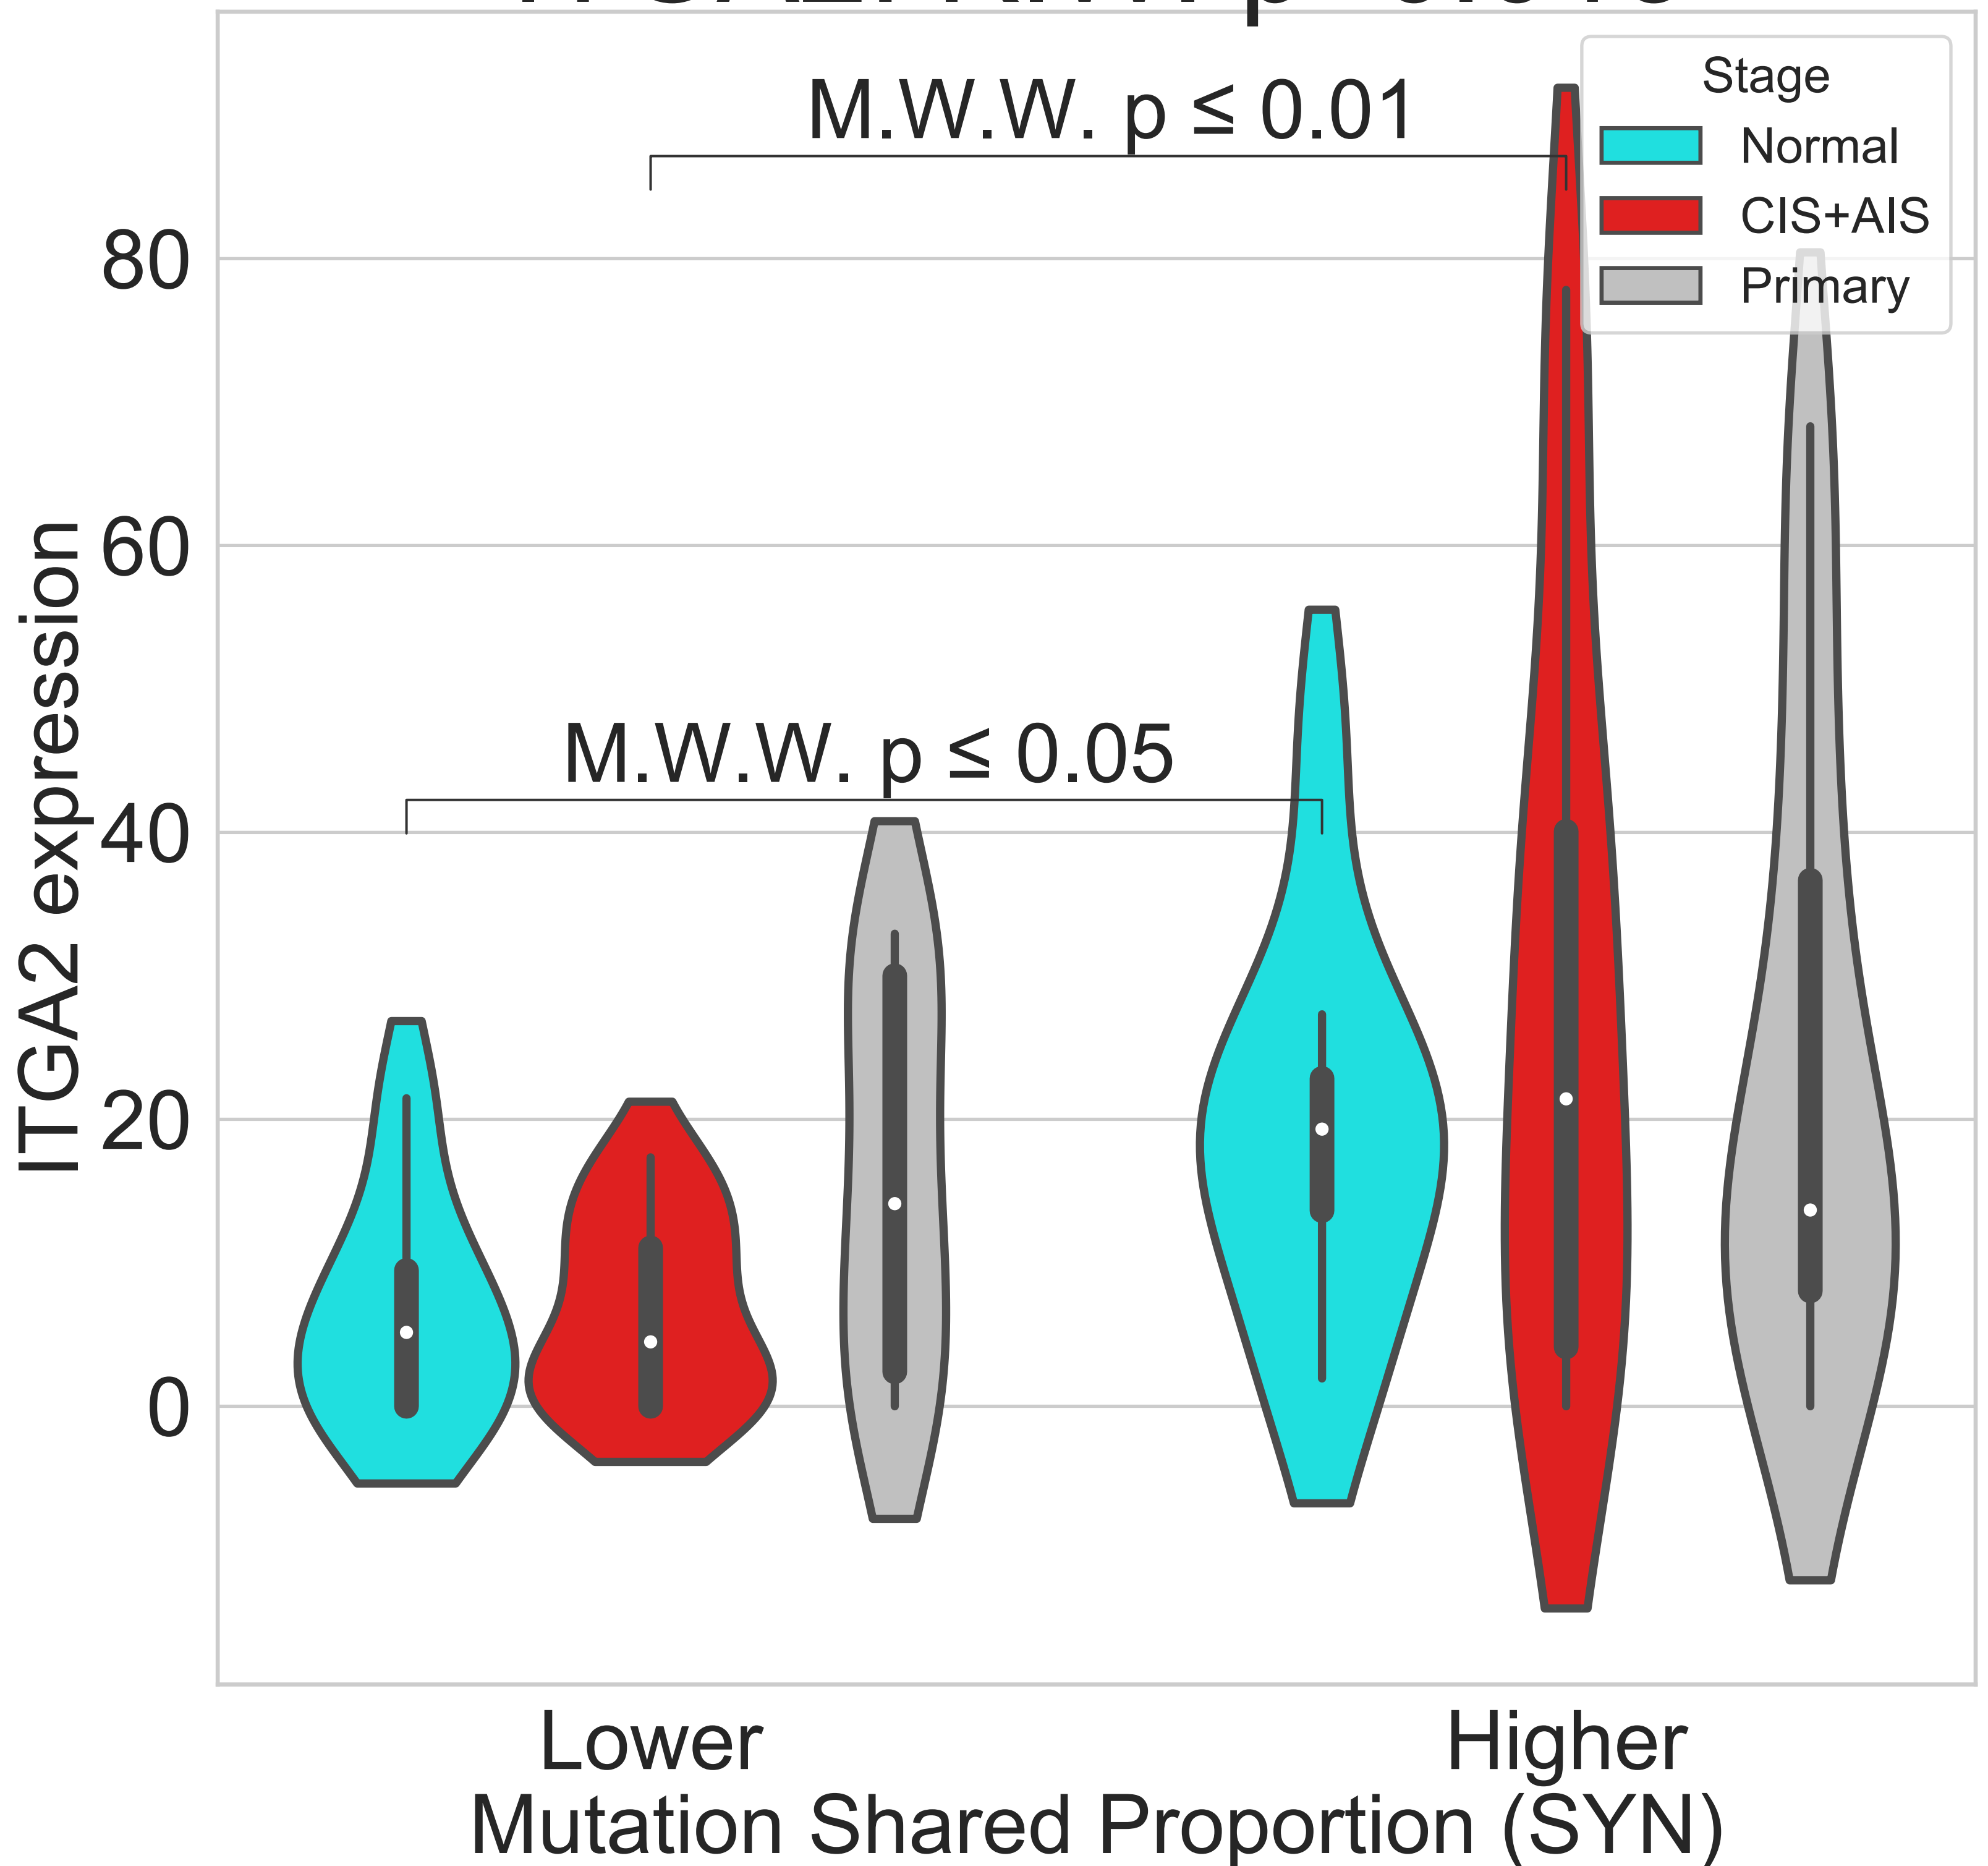 M.W.W. p ≤ 0.01
Stage
Normal
CIS+AIS
Primary
M.W.W. p ≤ 0.05
80
60
40
20
0
ITGA2 expression
Lower
Higher
Mutation Shared Proportion (SYN)